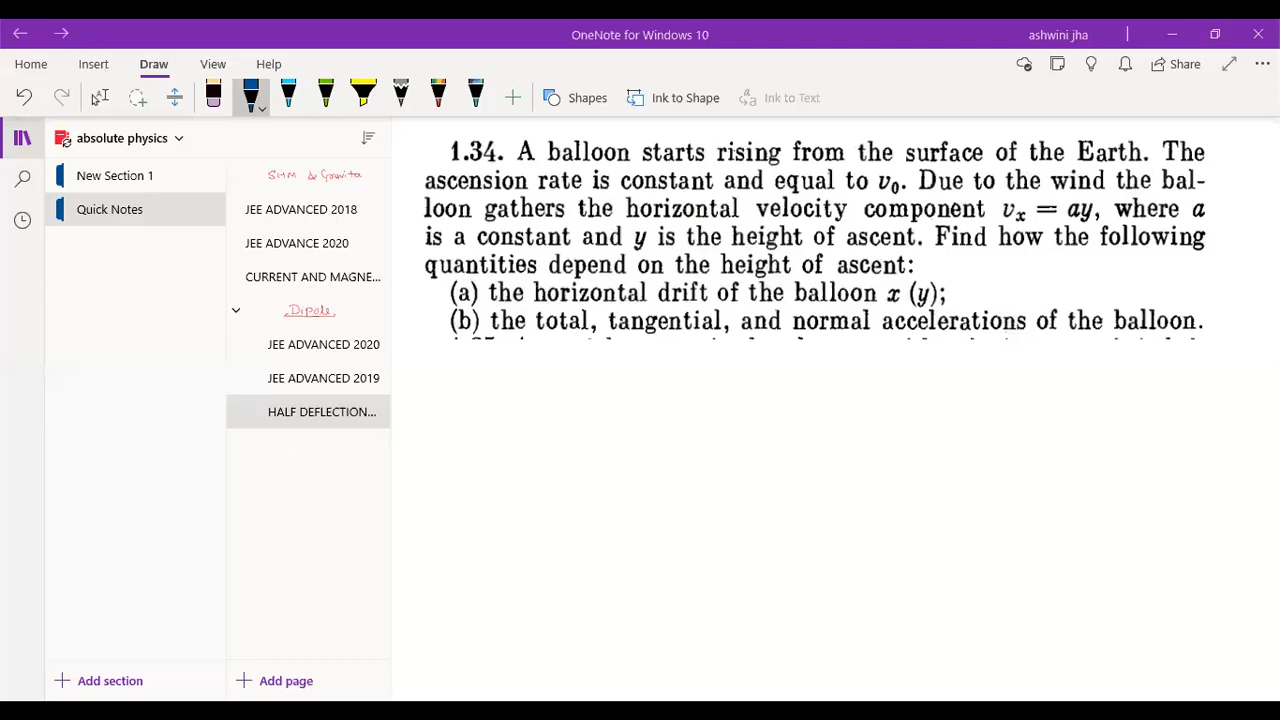 OneNote for Windows 10
ashwini jha
Home
Insert
Draw
View
Help
Share
Shapes
Ink to Shape
Ink to Text
absolute physics
New Section 1
Quick Notes
SHM & Gravita
JEE ADVANCED 2018
JEE ADVANCE 2020
CURRENT AND MAGNE...
Dipole
JEE ADVANCED 2020
JEE ADVANCED 2019
HALF DEFLECTION...
Add section
Add page
1.34. A balloon starts rising from the surface of the Earth. The
ascension rate is constant and equal to v₀. Due to the wind the bal-
loon gathers the horizontal velocity component vₓ = ay, where a
is a constant and y is the height of ascent. Find how the following
quantities depend on the height of ascent:
(a) the horizontal drift of the balloon x (y);
(b) the total, tangential, and normal accelerations of the balloon.